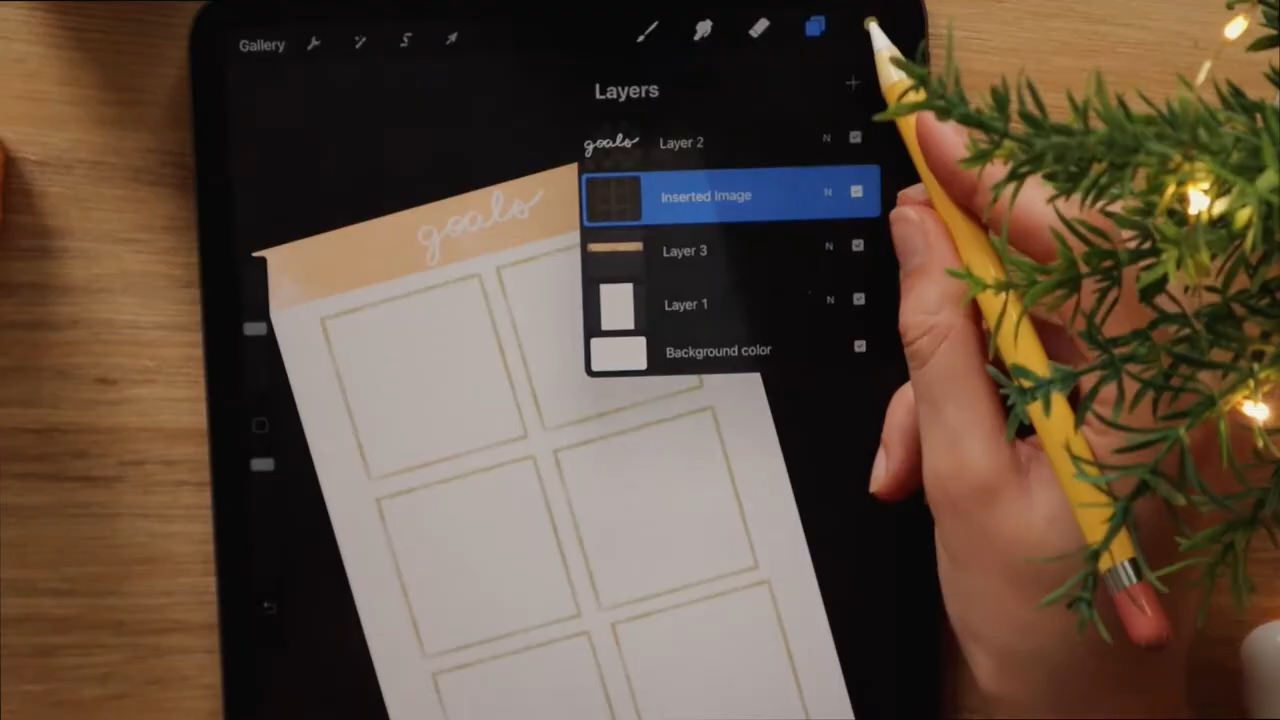 Gallery
Layers
goals Layer 2 N
Inserted Image N
Layer 3 N
Layer 1 N
Background color
goals